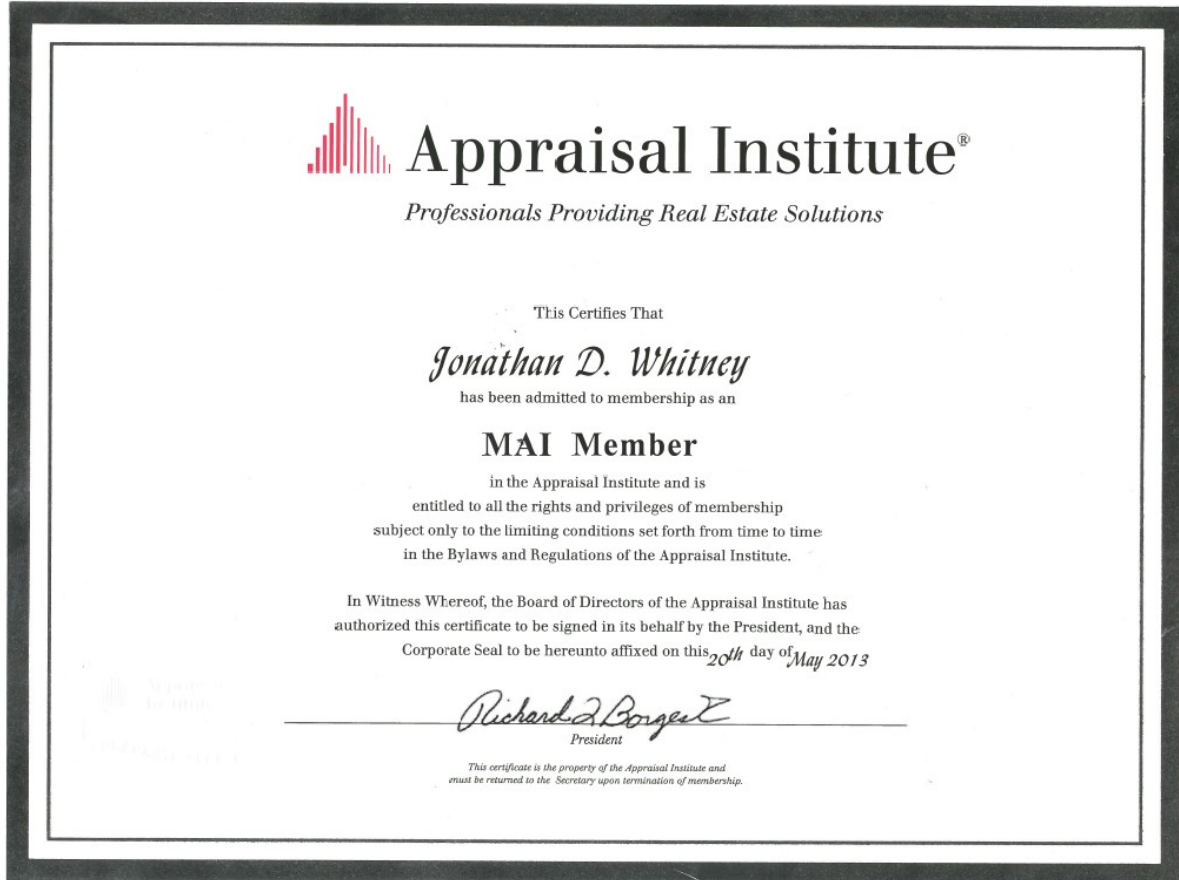 Appraisal Institute®
Professionals Providing Real Estate Solutions
This Certifies That
Jonathan D. Whitney
has been admitted to membership as an
MAI Member
in the Appraisal Institute and is
entitled to all the rights and privileges of membership
subject only to the limiting conditions set forth from time to time
in the Bylaws and Regulations of the Appraisal Institute.
In Witness Whereof, the Board of Directors of the Appraisal Institute has
authorized this certificate to be signed in its behalf by the President, and the
Corporate Seal to be hereunto affixed on this 20th day of May 2013
Richard L Borges II
President
This certificate is the property of the Appraisal Institute and
must be returned to the Secretary upon termination of membership.